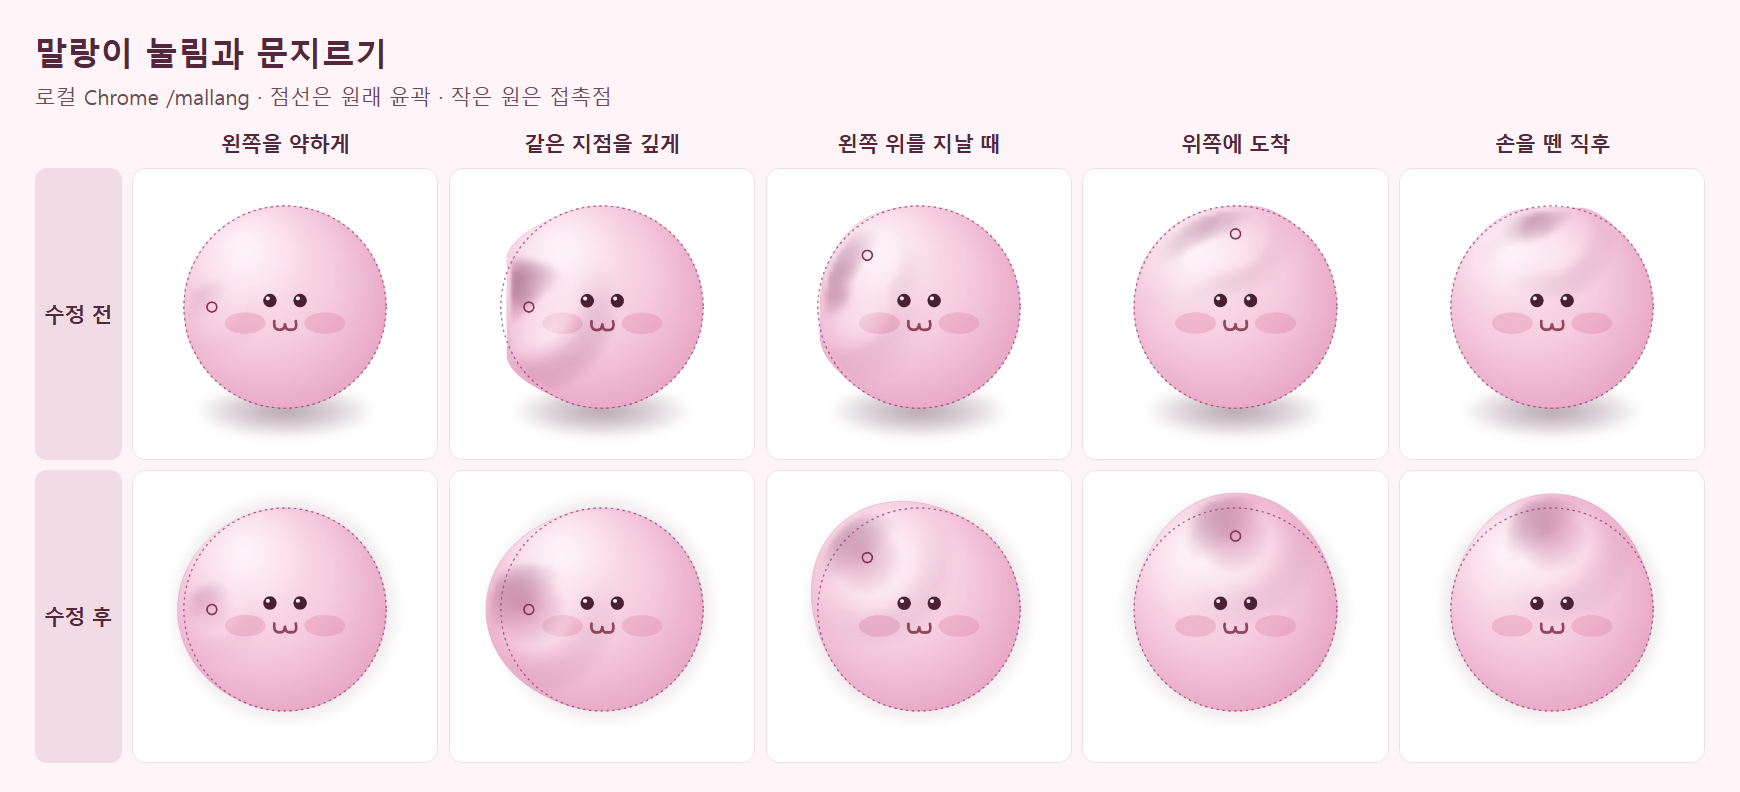 말랑이 눌림과 문지르기
로컬 Chrome /mallang · 점선은 원래 윤곽 · 작은 원은 접촉점
왼쪽을 약하게
같은 지점을 깊게
왼쪽 위를 지날 때
위쪽에 도착
손을 뗀 직후
수정 전
수정 후